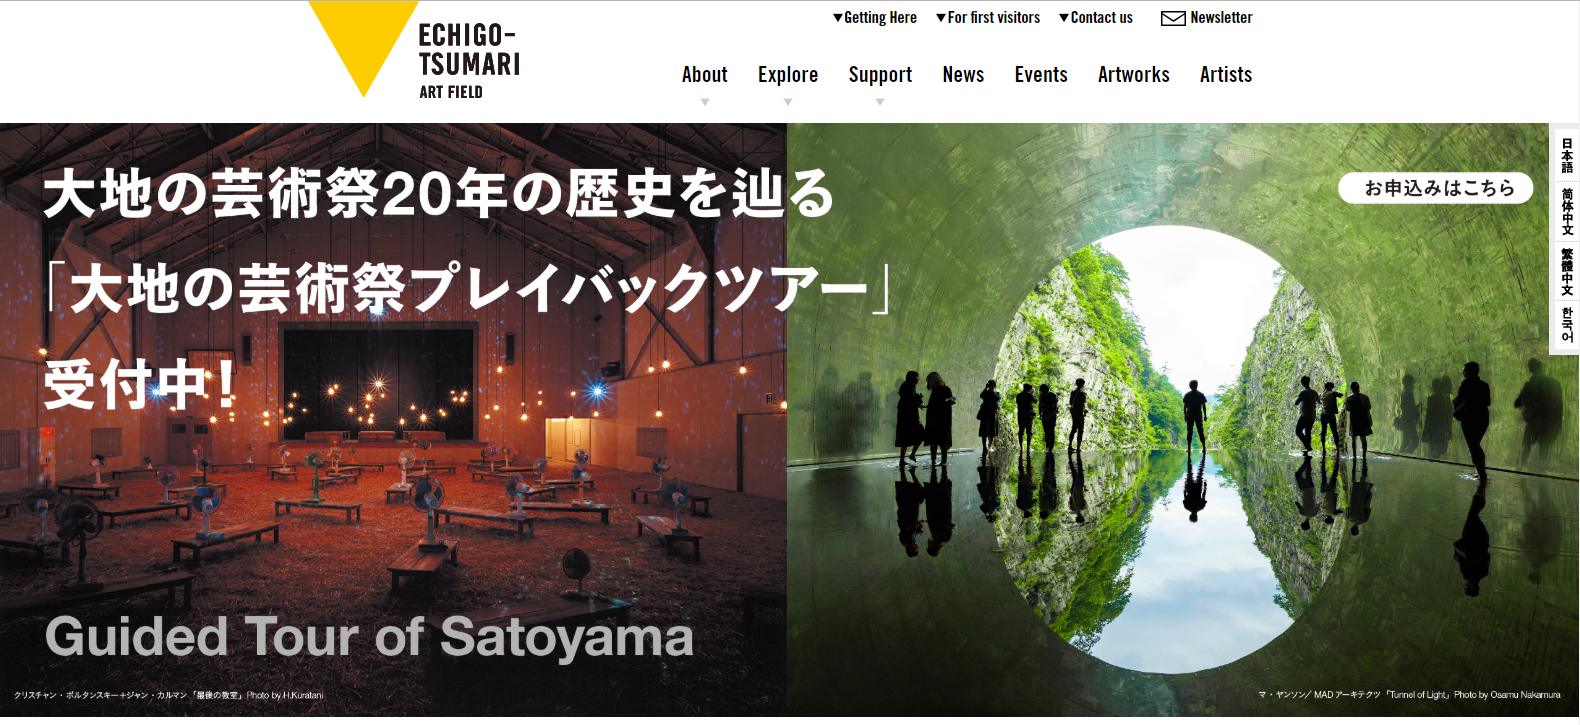 ECHIGO-
TSUMARI
ART FIELD
▼Getting Here ▼For first visitors ▼Contact us Newsletter
About Explore Support News Events Artworks Artists
大地の芸術祭20年の歴史を辿る
「大地の芸術祭プレイバックツアー」
受付中!
お申込みはこちら
日本語
简体中文
繁體中文
한국어
Guided Tour of Satoyama
クリスチャン・ボルタンスキー+ジャン・カルマン「最後の教室」Photo by H.Kuratani
マ・ヤンソン/MADアーキテクツ「Tunnel of Light」Photo by Osamu Nakamura